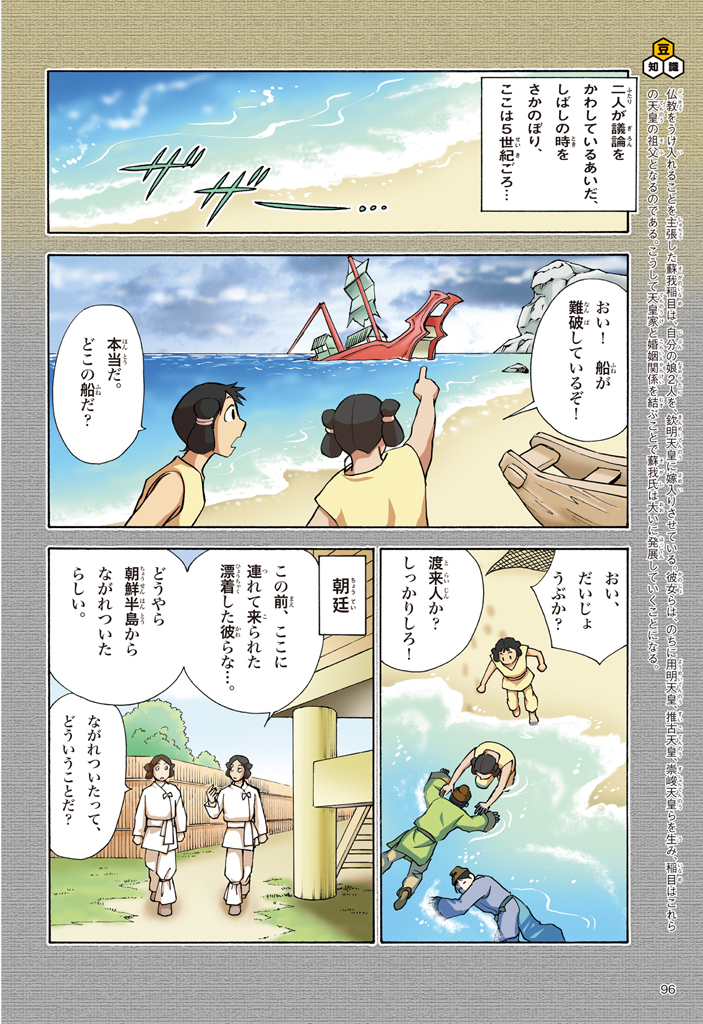 豆
知識
仏教をうけ入れることを主張した蘇我稲目は、自分の娘2人を、欽明天皇に嫁入りさせている。彼女らは、のちに用明天皇、推古天皇、崇峻天皇らを生み、稲目はこれら
の天皇の祖父となるのである。こうして天皇家と婚姻関係を結ぶことで蘇我氏は大いに発展していくことになる。
二人が議論を
かわしているあいだ、
しばしの時を
さかのぼり、
ここは5世紀ごろ…
ザザー…
おい！ 船が
難破しているぞ！
本当だ。
どこの船だ？
おい、
だいじょ
うぶか？
渡来人か？
しっかりしろ！
朝廷
この前、ここに
連れて来られた
漂着した彼らな…。
どうやら
朝鮮半島から
ながれついた
らしい。
ながれついたって、
どういうことだ？
96